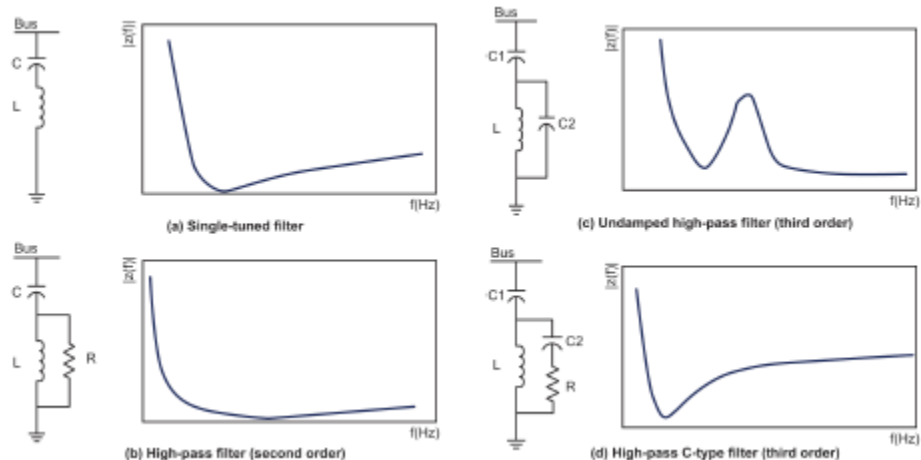 Bus
C
L
|z(f)|
f(Hz)
(a) Single-tuned filter
Bus
·C1
L
C2
|z(f)|
f(Hz)
(c) Undamped high-pass filter (third order)
Bus
C
L
R
|z(f)|
f(Hz)
(b) High-pass filter (second order)
Bus
·C1
L
C2
R
|z(f)|
f(Hz)
(d) High-pass C-type filter (third order)